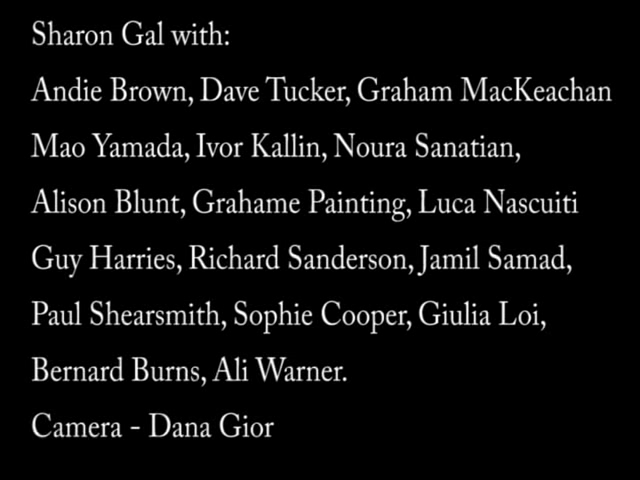 Sharon Gal with:
Andie Brown, Dave Tucker, Graham MacKeachan
Mao Yamada, Ivor Kallin, Noura Sanatian,
Alison Blunt, Grahame Painting, Luca Nascuiti
Guy Harries, Richard Sanderson, Jamil Samad,
Paul Shearsmith, Sophie Cooper, Giulia Loi,
Bernard Burns, Ali Warner.
Camera - Dana Gior